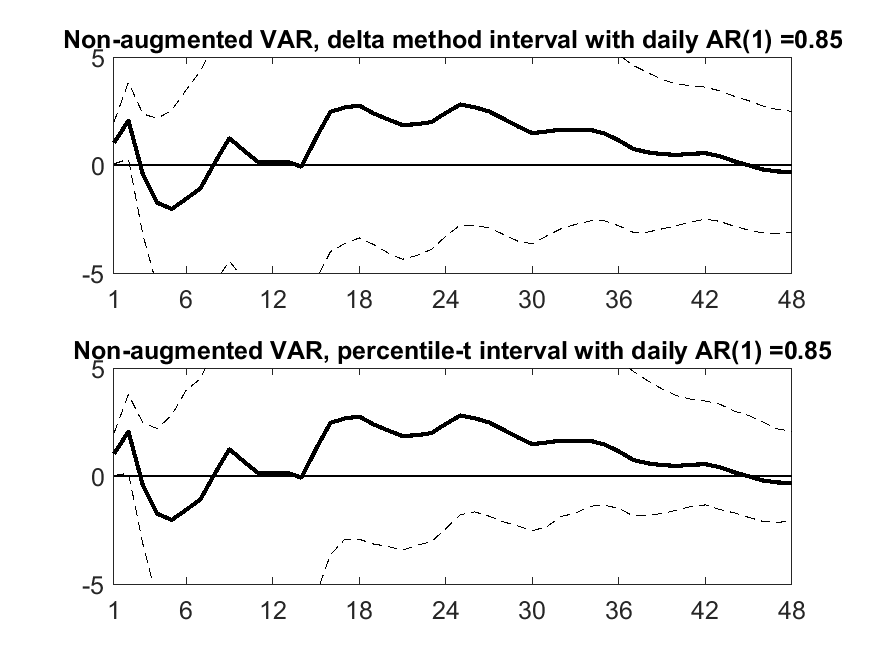 Non-augmented VAR, delta method interval with daily AR(1) =0.85
5
0
-5
1 6 12 18 24 30 36 42 48
Non-augmented VAR, percentile-t interval with daily AR(1) =0.85
5
0
-5
1 6 12 18 24 30 36 42 48